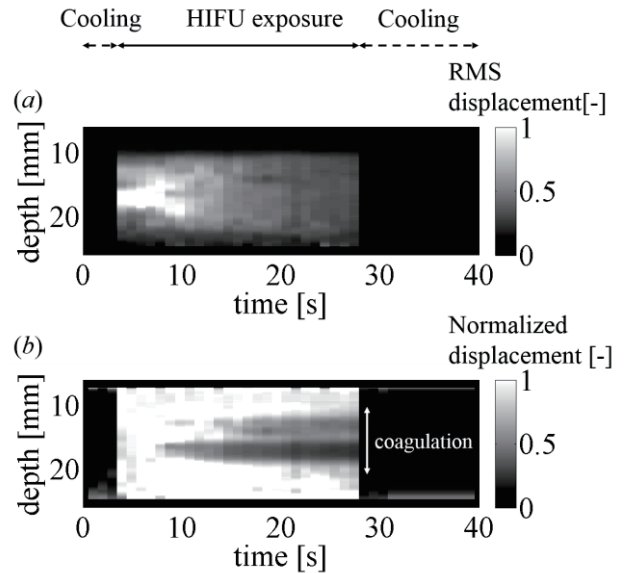 Cooling HIFU exposure Cooling
RMS
displacement[-]
(a)
1
0.5
0
10
20
depth [mm]
0 10 20 30 40
time [s]
Normalized
displacement [-]
(b)
1
0.5
0
10
20
depth [mm]
coagulation
0 10 20 30 40
time [s]